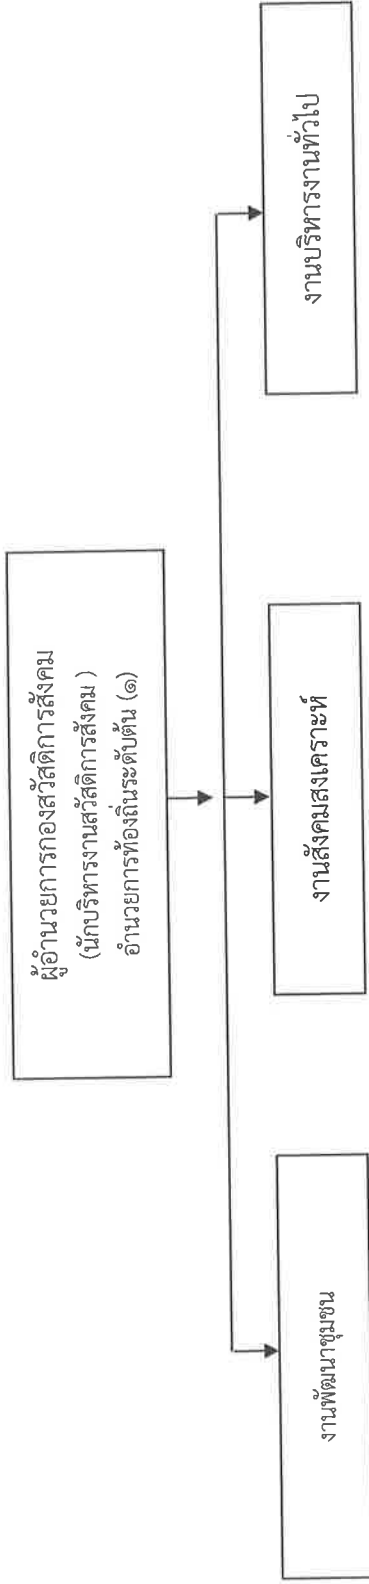 ผู้อำนวยการกองสวัสดิการสังคม
(นักบริหารงานสวัสดิการสังคม )
อำนวยการท้องถิ่นระดับต้น (๑)
งานพัฒนาชุมชน
งานสังคมสงเคราะห์
งานบริหารงานทั่วไป